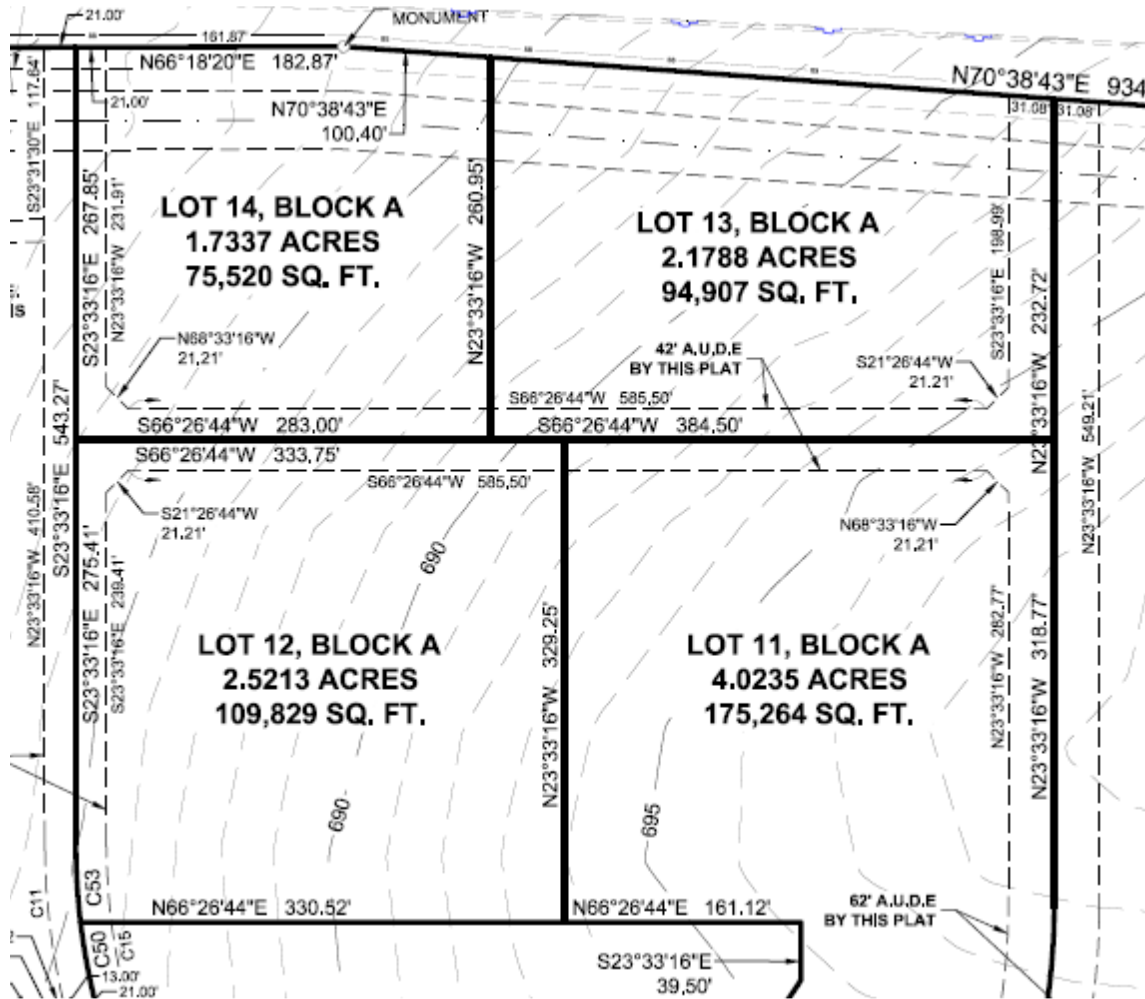 21.00'
MONUMENT
161.87'
N66°18'20"E 182.87'
N70°38'43"E 934
21.00'
N70°38'43"E
100.40'
31.08'
31.08'
S23°31'30"E 117.64'
S23°33'16"E 267.85'
N23°33'16"W 231.91'
LOT 14, BLOCK A
1.7337 ACRES
75,520 SQ. FT.
N23°33'16"W 260.95'
LOT 13, BLOCK A
2.1788 ACRES
94,907 SQ. FT.
S23°33'16"E 198.99'
N23°33'16"W 232.72'
N68°33'16"W
21.21'
42' A.U.D.E
BY THIS PLAT
S21°26'44"W
21.21'
S66°26'44"W 585.50'
S66°26'44"W 283.00'
S66°26'44"W 384.50'
S23°33'16"E 543.27'
N23°33'16"W 549.21'
S66°26'44"W 333.75'
S66°26'44"W 585.50'
S21°26'44"W
21.21'
N68°33'16"W
21.21'
N23°33'16"W 410.58'
S23°33'16"E 275.41'
S23°33'16"E 239.41'
690
LOT 12, BLOCK A
2.5213 ACRES
109,829 SQ. FT.
N23°33'16"W 329.25'
LOT 11, BLOCK A
4.0235 ACRES
175,264 SQ. FT.
N23°33'16"W 282.77'
N23°33'16"W 318.77'
690
695
C11
C53
N66°26'44"E 330.52'
N66°26'44"E 161.12'
62' A.U.D.E
BY THIS PLAT
C50
C15
S23°33'16"E
39.50'
13.00'
21.00'